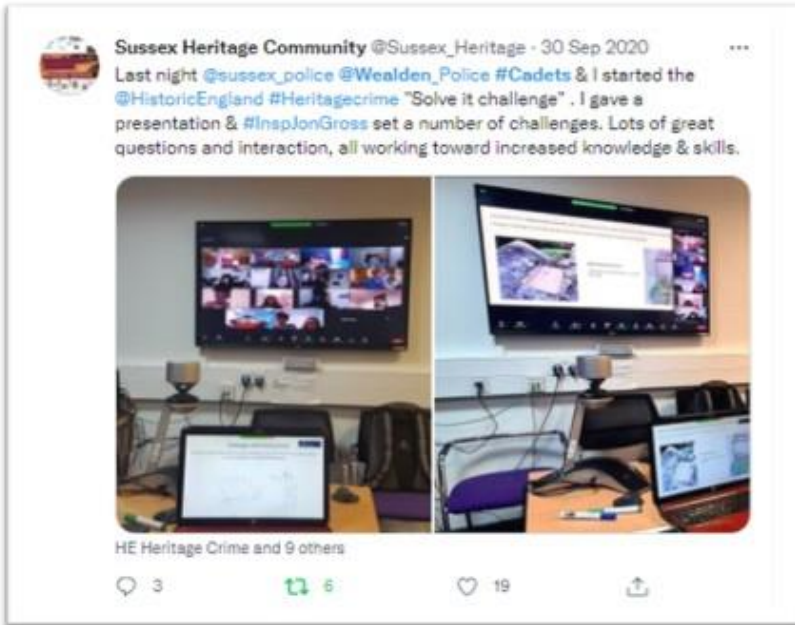 Sussex Heritage Community @Sussex_Heritage · 30 Sep 2020
Last night @sussex_police @Wealden_Police #Cadets & I started the
@HistoricEngland #Heritagecrime "Solve it challenge" . I gave a
presentation & #InspJonGross set a number of challenges. Lots of great
questions and interaction, all working toward increased knowledge & skills.
HE Heritage Crime and 9 others
3 6 19